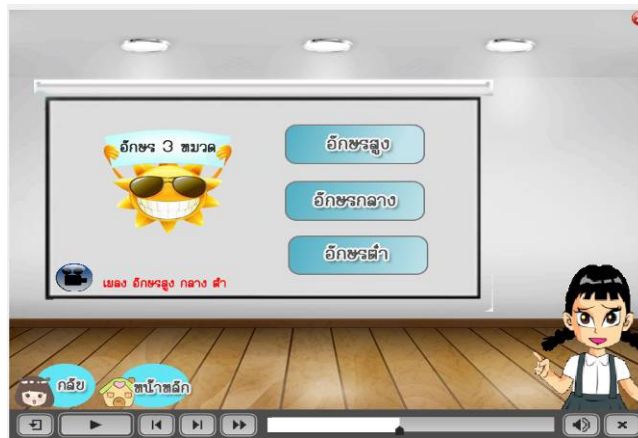 อักษร 3 หมวด
อักษรสูง
อักษรกลาง
อักษรต่ำ
เพลง อักษรสูง กลาง ต่ำ
กลับ
หน้าหลัก